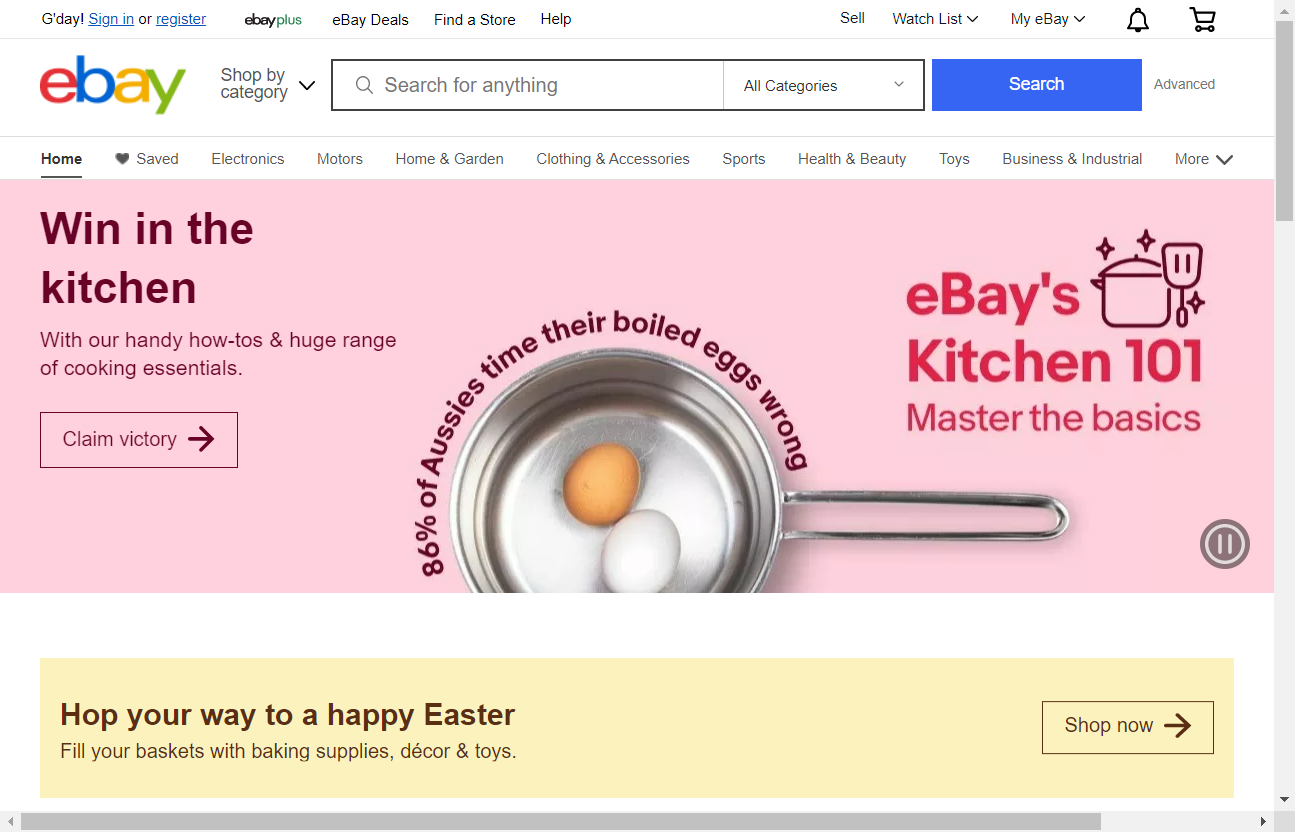 G'day! Sign in or register
ebayplus
eBay Deals
Find a Store
Help
Sell
Watch List
My eBay
ebay
Shop by
category
Search for anything
All Categories
Search
Advanced
Home
Saved
Electronics
Motors
Home & Garden
Clothing & Accessories
Sports
Health & Beauty
Toys
Business & Industrial
More
Win in the
kitchen
With our handy how-tos & huge range
of cooking essentials.
Claim victory
86% of Aussies time their boiled eggs wrong
eBay's
Kitchen 101
Master the basics
Hop your way to a happy Easter
Fill your baskets with baking supplies, décor & toys.
Shop now